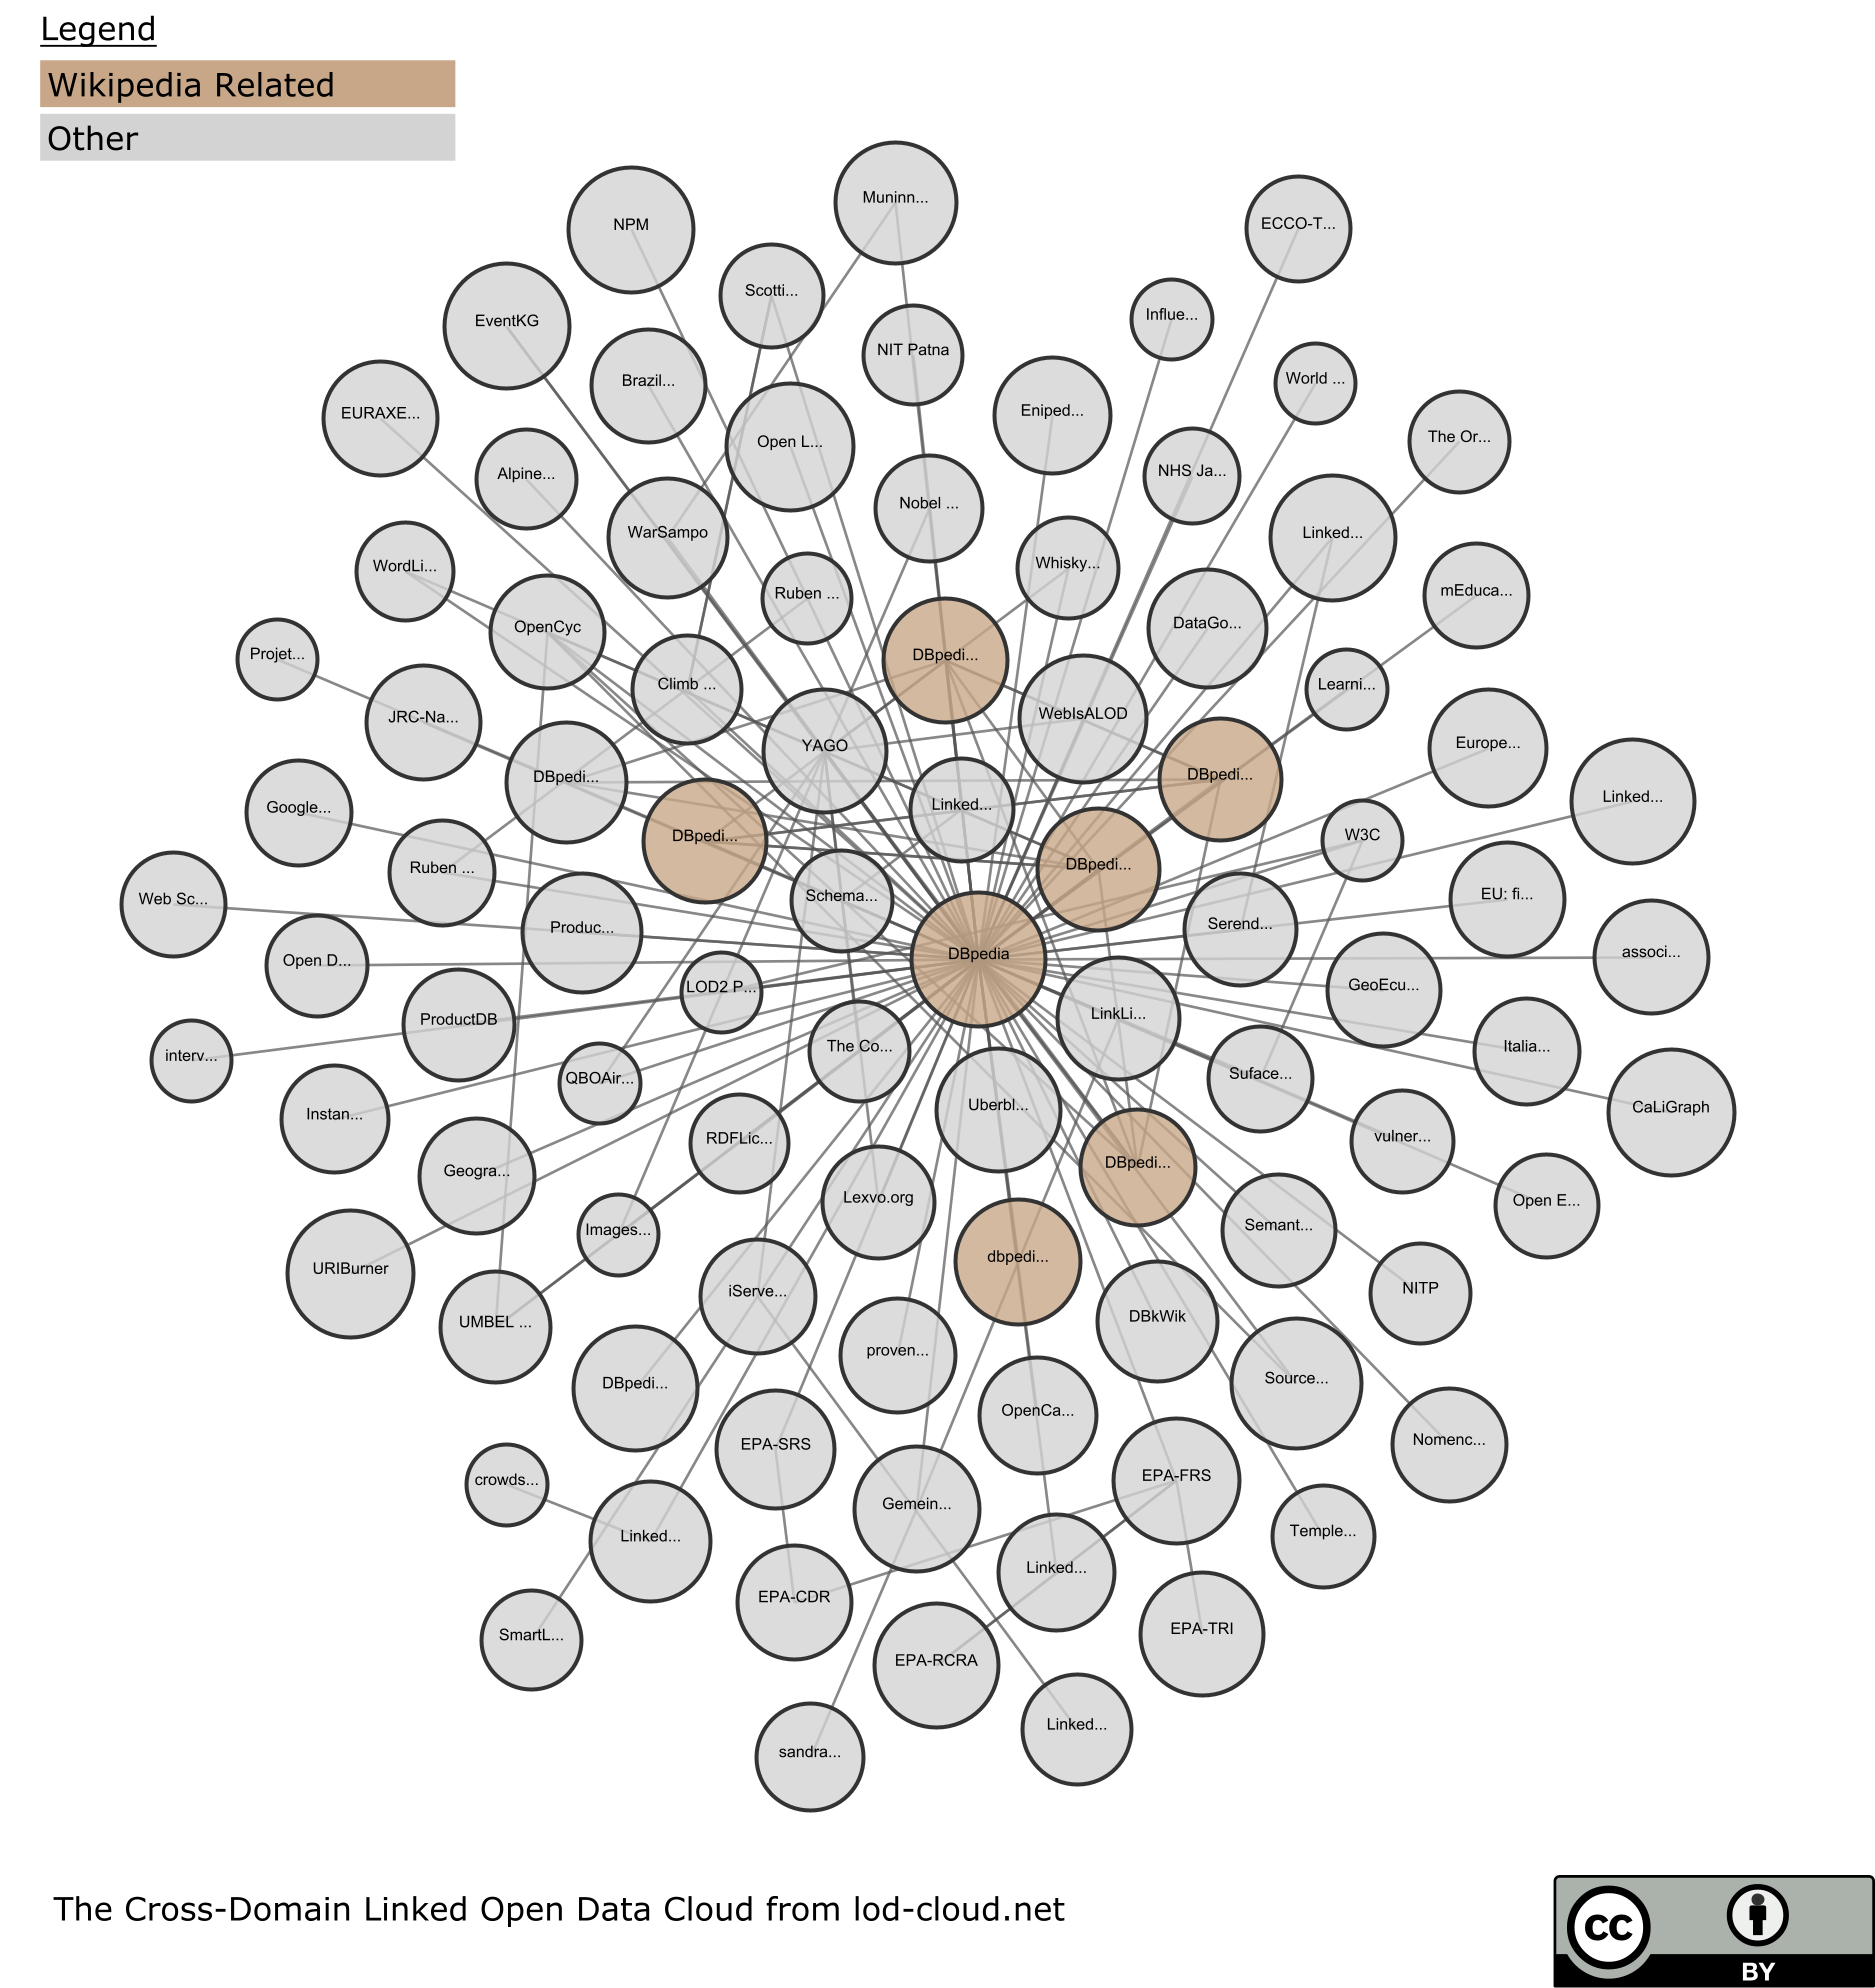 Legend
Wikipedia Related
Other
Muninn...
NPM
ECCO-T...
Scotti...
Influe...
EventKG
NIT Patna
Brazil...
World ...
EURAXE...
Eniped...
The Or...
Open L...
Alpine...
NHS Ja...
Nobel ...
WarSampo
Linked...
WordLi...
Whisky...
mEduca...
Ruben ...
OpenCyc
DataGo...
Projet...
DBpedi...
Climb ...
Learni...
JRC-Na...
WebIsALOD
YAGO
Europe...
DBpedi...
DBpedi...
Linked...
Google...
Linked...
DBpedi...
W3C
DBpedi...
Ruben ...
Schema...
EU: fi...
Web Sc...
Produc...
Serend...
DBpedia
associ...
Open D...
LOD2 P...
GeoEcu...
LinkLi...
ProductDB
The Co...
Italia...
interv...
QBOAir...
Suface...
Uberbl...
CaLiGraph
Instan...
RDFLic...
vulner...
DBpedi...
Geogra...
Lexvo.org
Open E...
Semant...
Images...
dbpedi...
URIBurner
iServe...
NITP
DBkWik
UMBEL ...
proven...
DBpedi...
Source...
OpenCa...
Nomenc...
EPA-SRS
EPA-FRS
crowds...
Gemein...
Temple...
Linked...
Linked...
EPA-CDR
EPA-TRI
SmartL...
EPA-RCRA
Linked...
sandra...
The Cross-Domain Linked Open Data Cloud from lod-cloud.net
cc
BY